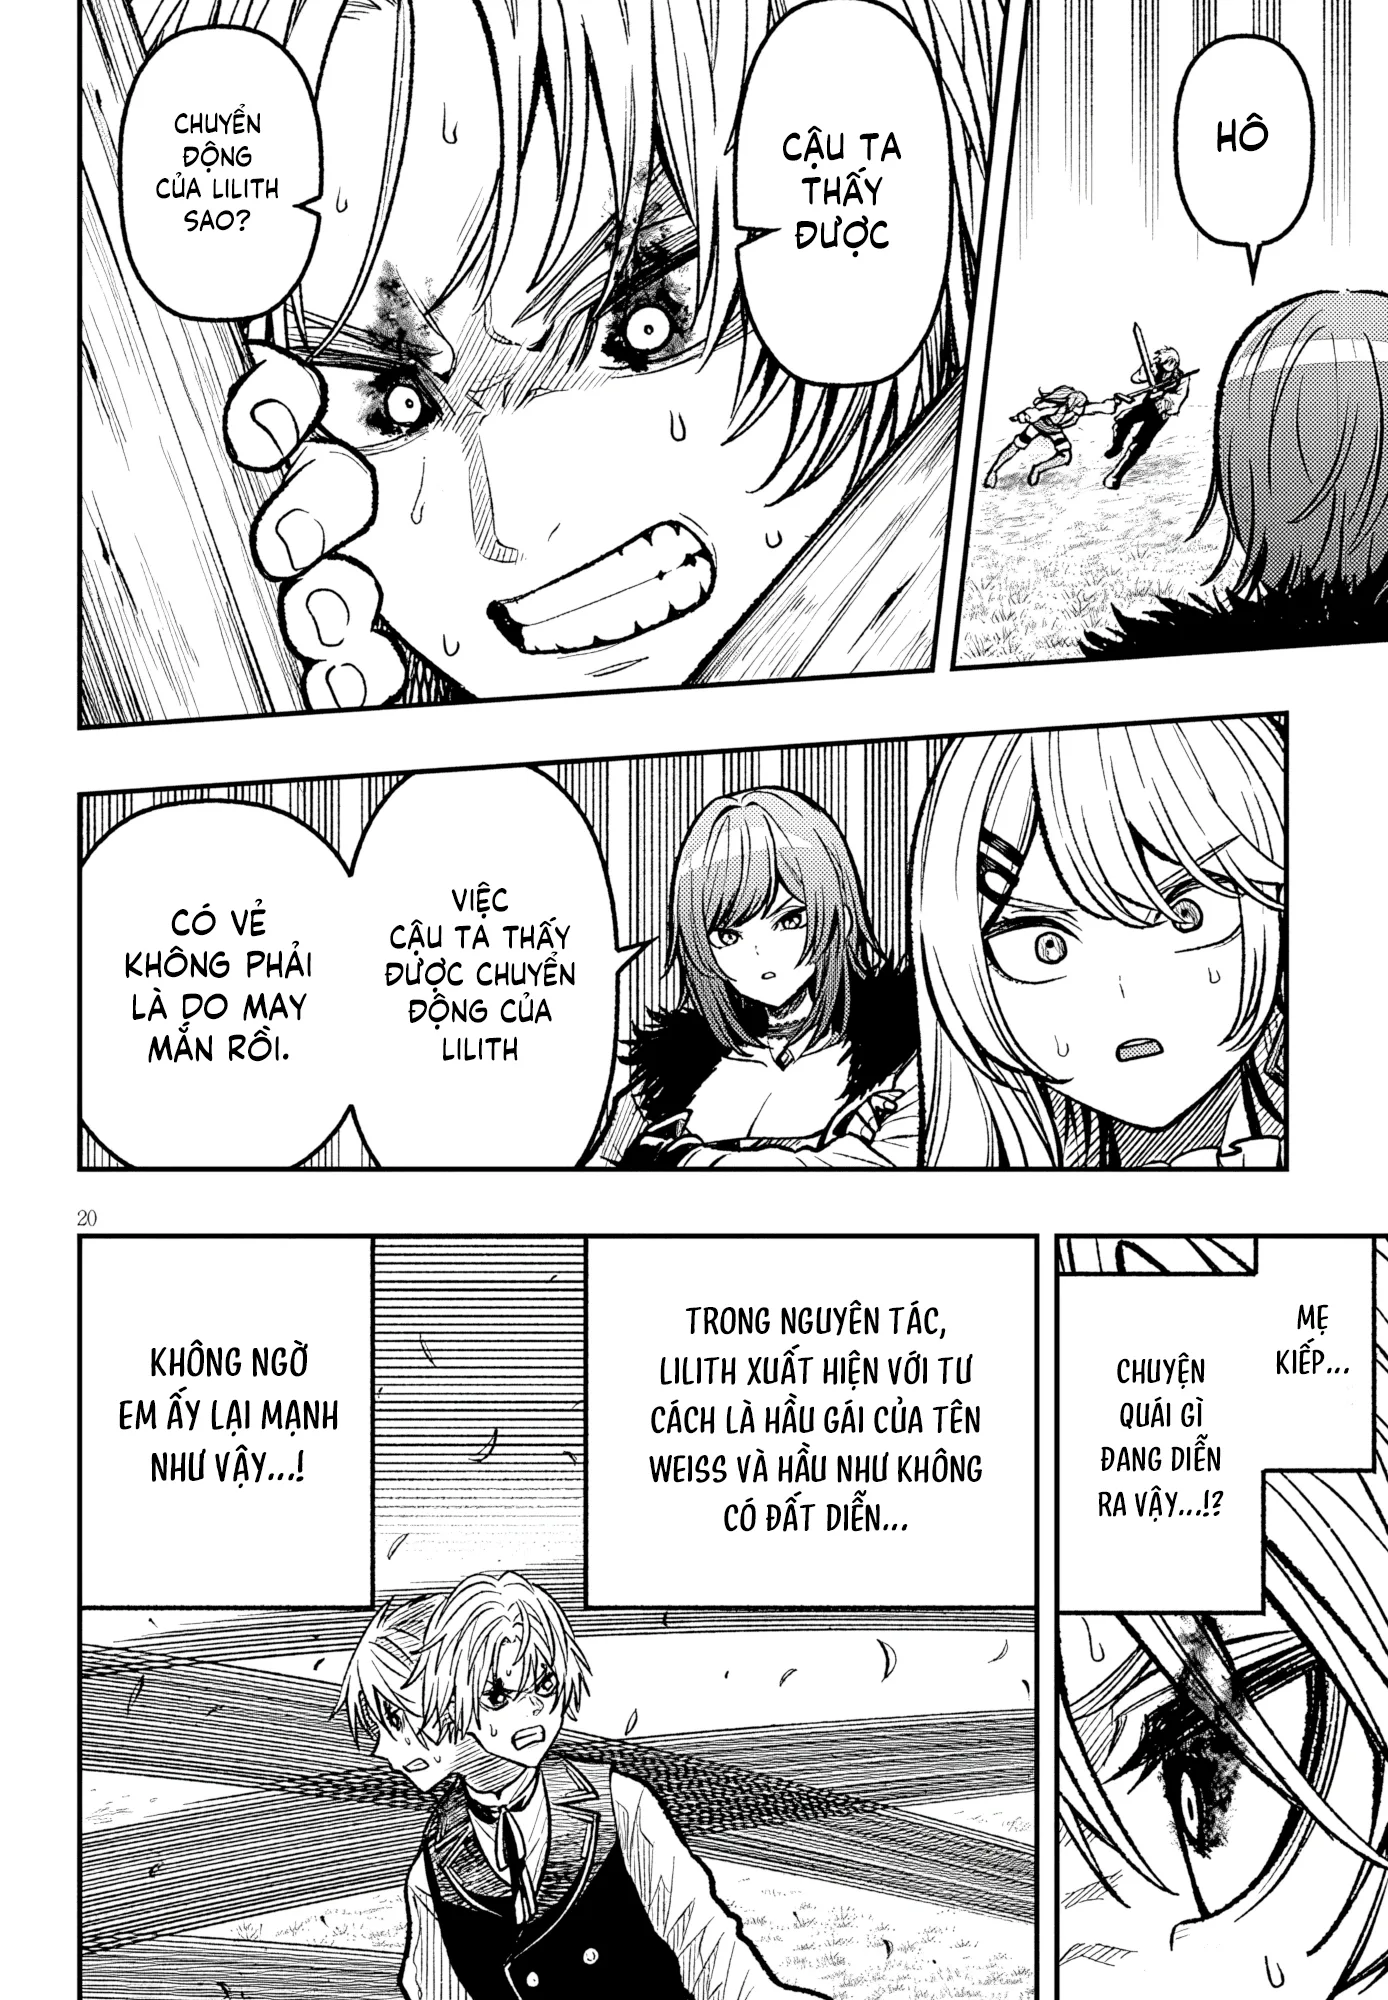 HÔ
CẬU TA
THẤY
ĐƯỢC
CHUYỂN
ĐỘNG
CỦA LILITH
SAO?
VIỆC
CẬU TA THẤY
ĐƯỢC CHUYỂN
ĐỘNG CỦA
LILITH
CÓ VẺ
KHÔNG PHẢI
LÀ DO MAY
MẮN RỒI.
20
MẸ
KIẾP...
CHUYỆN
QUÁI GÌ
ĐANG DIỄN
RA VẬY...!?
TRONG NGUYÊN TÁC,
LILITH XUẤT HIỆN VỚI TƯ
CÁCH LÀ HẦU GÁI CỦA TÊN
WEISS VÀ HẦU NHƯ KHÔNG
CÓ ĐẤT DIỄN...
KHÔNG NGỜ
EM ẤY LẠI MẠNH
NHƯ VẬY...!